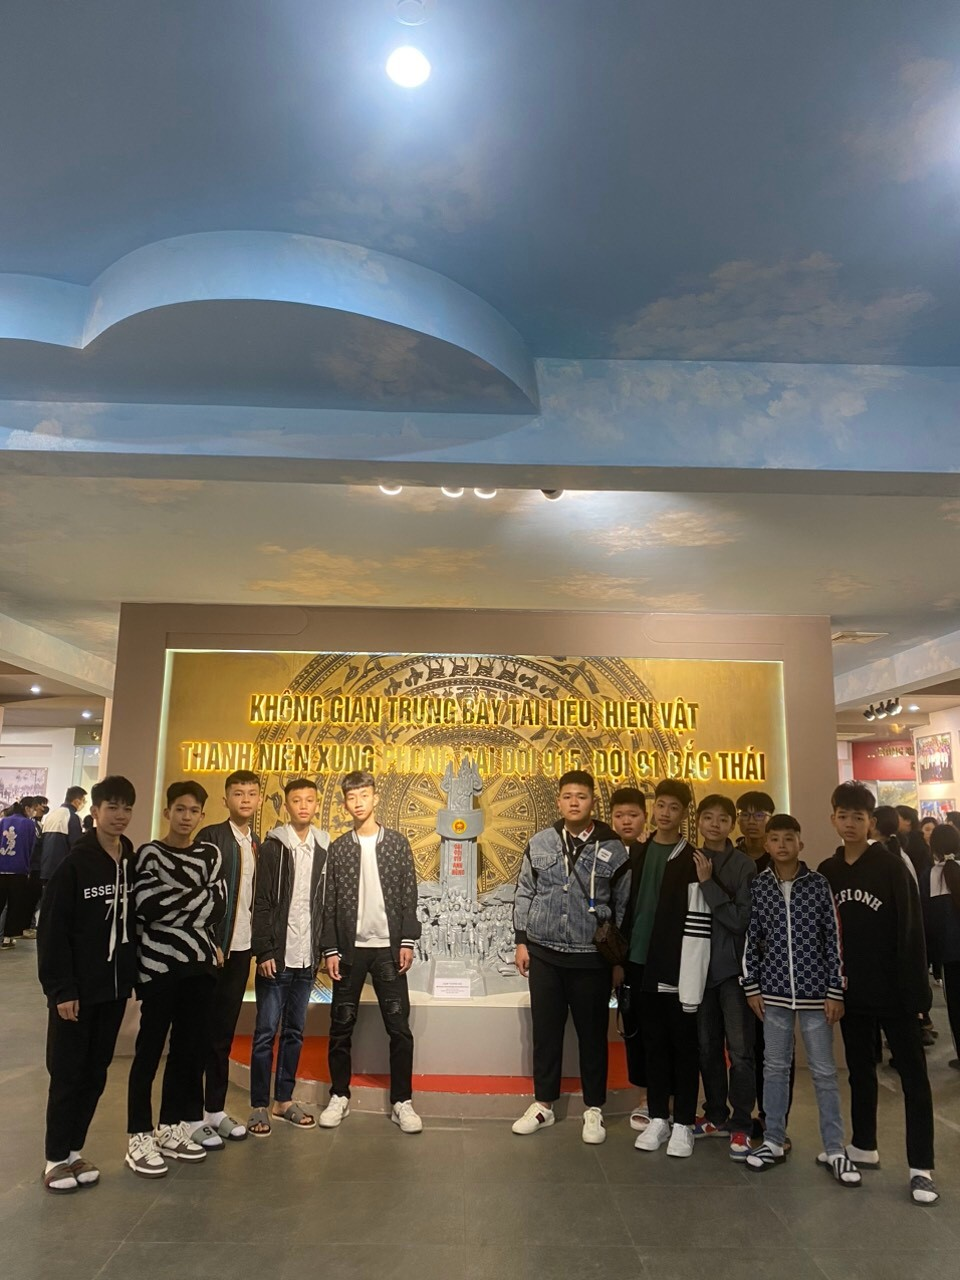 KHÔNG GIAN TRƯNG BÀY TÀI LIỆU, HIỆN VẬT
THANH NIÊN XUNG PHONG ĐẠI ĐỘI 915, ĐỘI 91 BẮC THÁI
ESSENTIALS